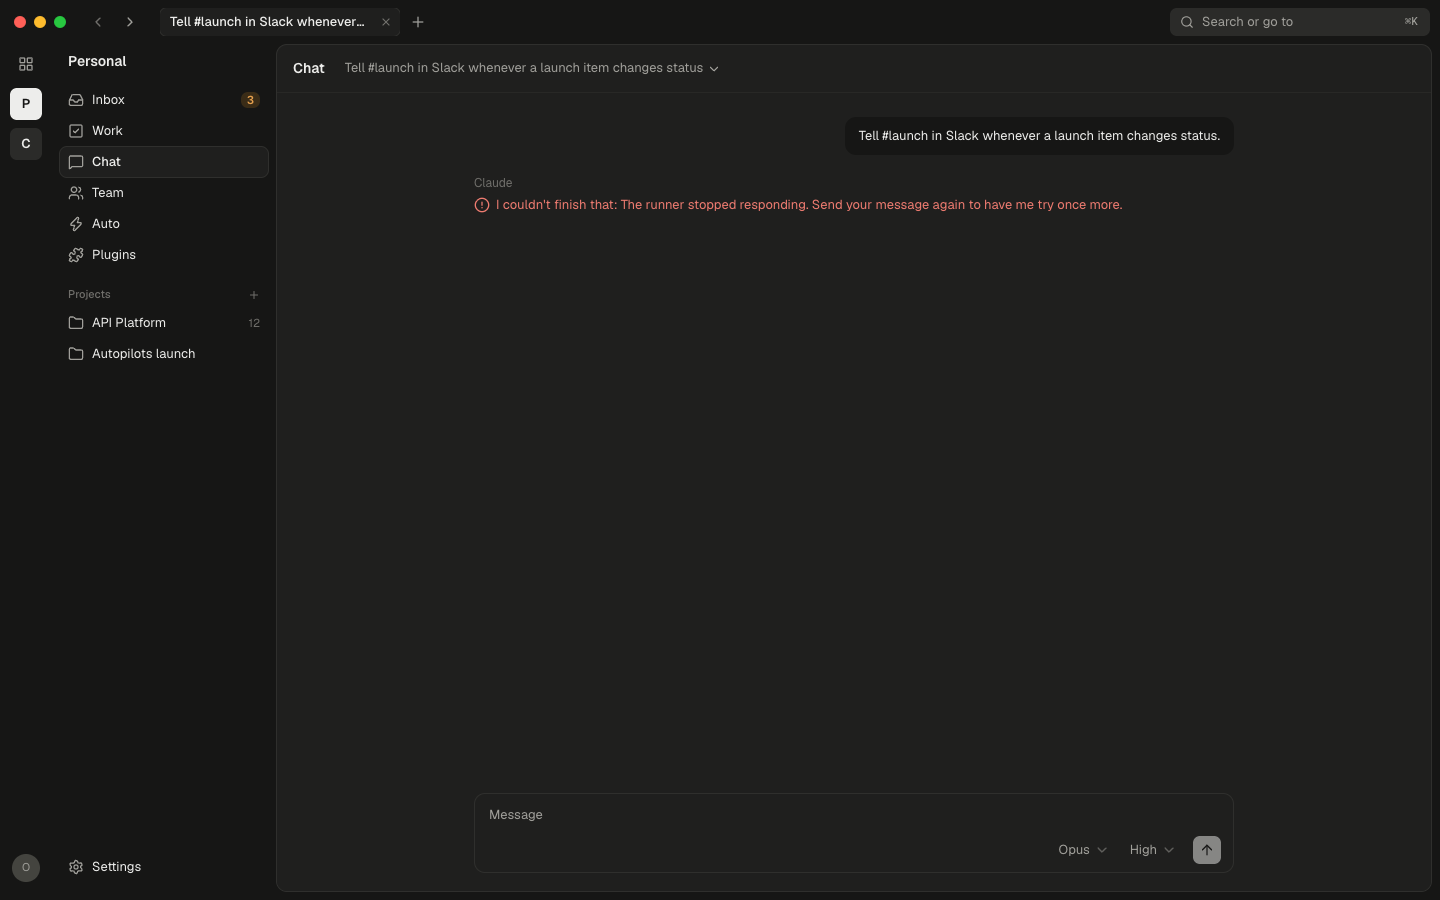 Tell #launch in Slack whenever...
Search or go to
⌘K
P
C
Personal
Inbox
3
Work
Chat
Team
Auto
Plugins
Projects
API Platform
12
Autopilots launch
O
Settings
Chat
Tell #launch in Slack whenever a launch item changes status
Tell #launch in Slack whenever a launch item changes status.
Claude
I couldn't finish that: The runner stopped responding. Send your message again to have me try once more.
Message
Opus
High